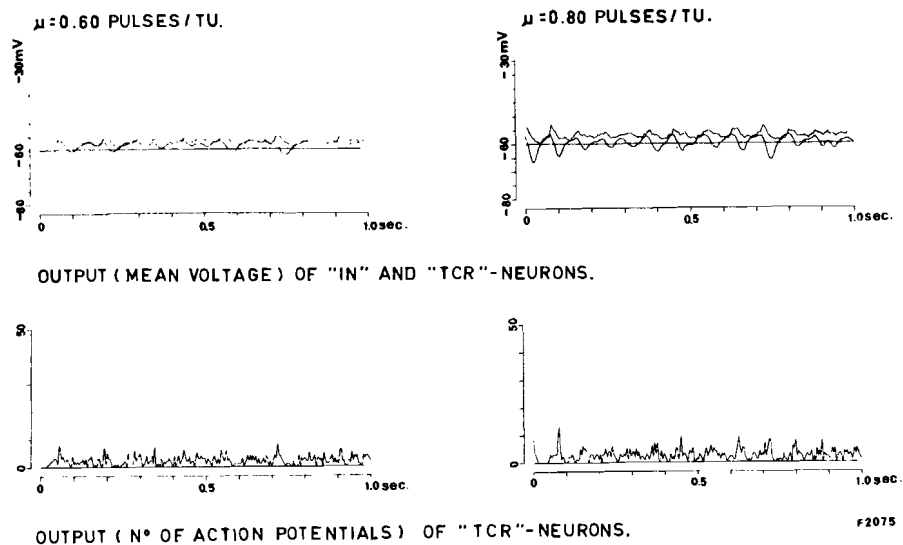 μ=0.60 PULSES/TU.
μ=0.80 PULSES/TU.
-30mV
-60
-80
0
0.5
1.0sec.
-30mV
-60
-80
0
0.5
1.0sec.
OUTPUT (MEAN VOLTAGE) OF "IN" AND "TCR"-NEURONS.
50
0
0
0.5
1.0sec.
50
0
0
0.5
1.0sec.
OUTPUT (Nº OF ACTION POTENTIALS) OF "TCR"-NEURONS.
F2075